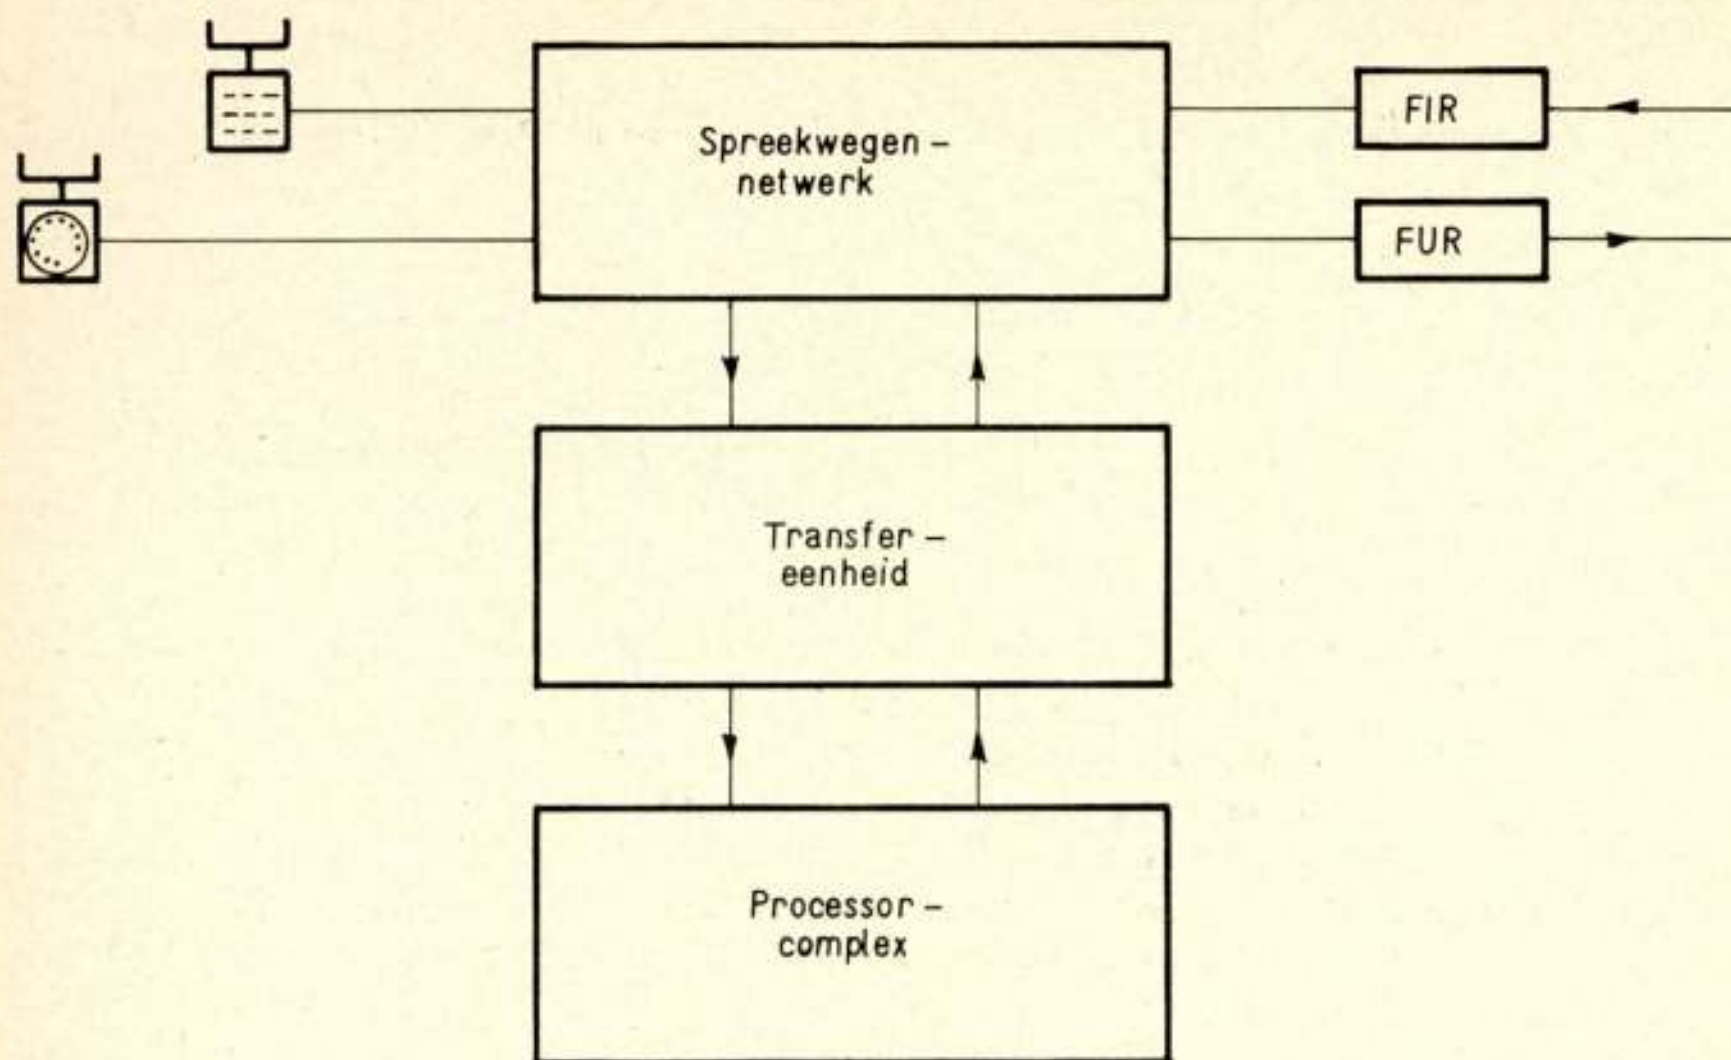 Spreekwegen –
netwerk
FIR
FUR
Transfer –
eenheid
Processor –
complex